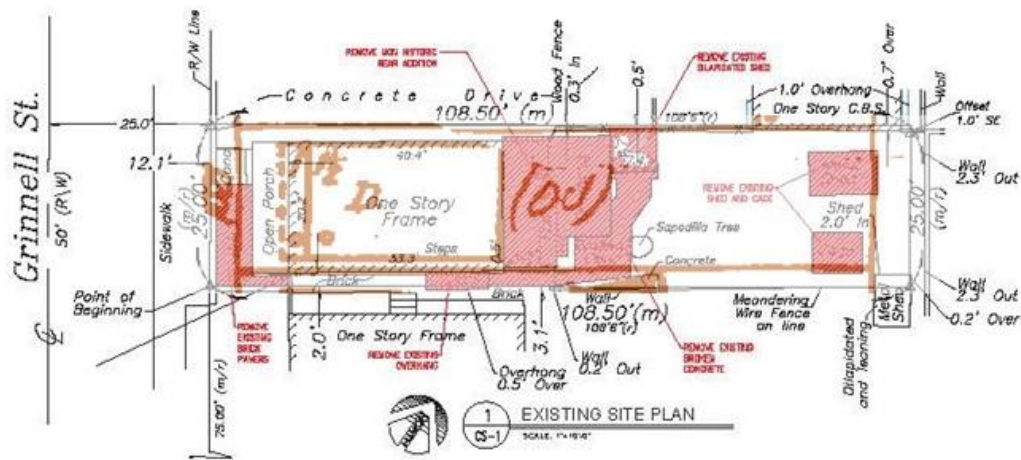 Grinnell St.
50' (R\W)
R/W Line
Concrete Drive
108.50' (m)
108'6"(r)
REMOVE NON HISTORIC
REAR ADDITION
Wood Fence
0.3' In
0.5'
REMOVE EXISTING
DILAPIDATED SHED
1.0' Overhang
One Story C.B.S.
0.7' Over
Wall
Offset
1.0' SE
25.0'
12.1'
Sidewalk
25.00'
(m/r)
Open Porch
40.4'
One Story
Frame
Steps
53.3
Brick
Brick
Sapodilla Tree
Concrete
REMOVE EXISTING
SHED AND CAGE
Shed
2.0' In
Wall
2.3' Out
25.00'
(m/r)
Wall
2.3' Out
0.2' Over
Metal
Shed
Point of
Beginning
REMOVE
EXISTING
BRICK
PAVERS
2.0'
One Story Frame
REMOVE EXISTING
OVERHANG
Overhang
0.5' Over
3.1'
Wall
0.2' Out
Wall
108.50'(m)
108'6"(r)
REMOVE EXISTING
BROKEN
CONCRETE
Meandering
Wire Fence
on line
Dilapidated
and leaning
75.00' (m/r)
1
CS-1
EXISTING SITE PLAN